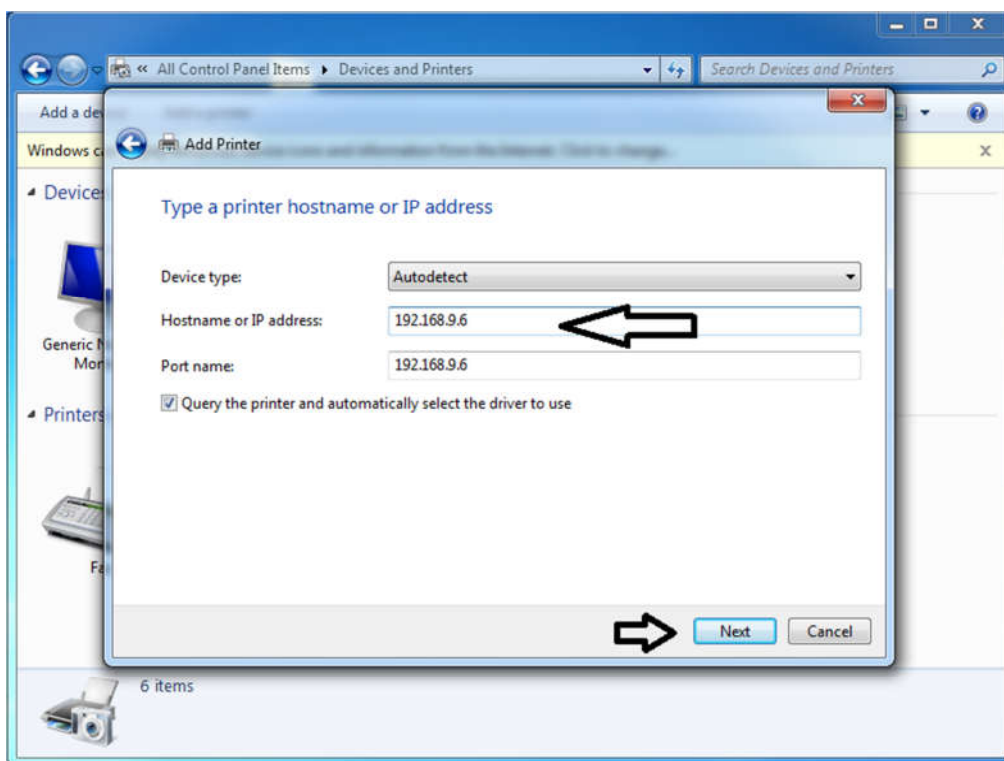 « All Control Panel Items ▸ Devices and Printers
Search Devices and Printers
Add a de
Add Printer
Windows c
Device
Type a printer hostname or IP address
Device type: Autodetect
Hostname or IP address: 192.168.9.6
Generic N
Mon
Port name: 192.168.9.6
Query the printer and automatically select the driver to use
Printers
Fa
Next Cancel
6 items